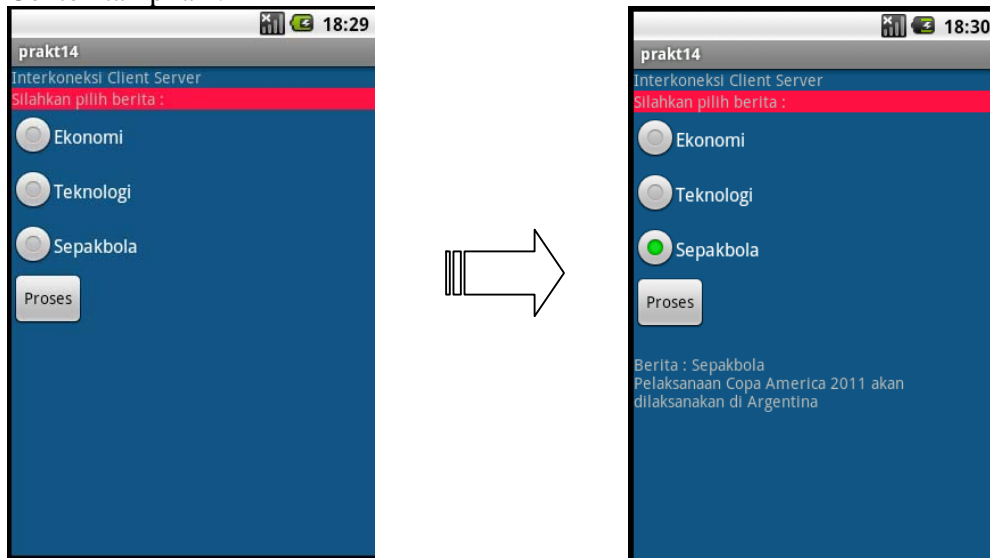 18:29
prakt14
Interkoneksi Client Server
Silahkan pilih berita :
Ekonomi
Teknologi
Sepakbola
Proses
18:30
prakt14
Interkoneksi Client Server
Silahkan pilih berita :
Ekonomi
Teknologi
Sepakbola
Proses
Berita : Sepakbola
Pelaksanaan Copa America 2011 akan
dilaksanakan di Argentina